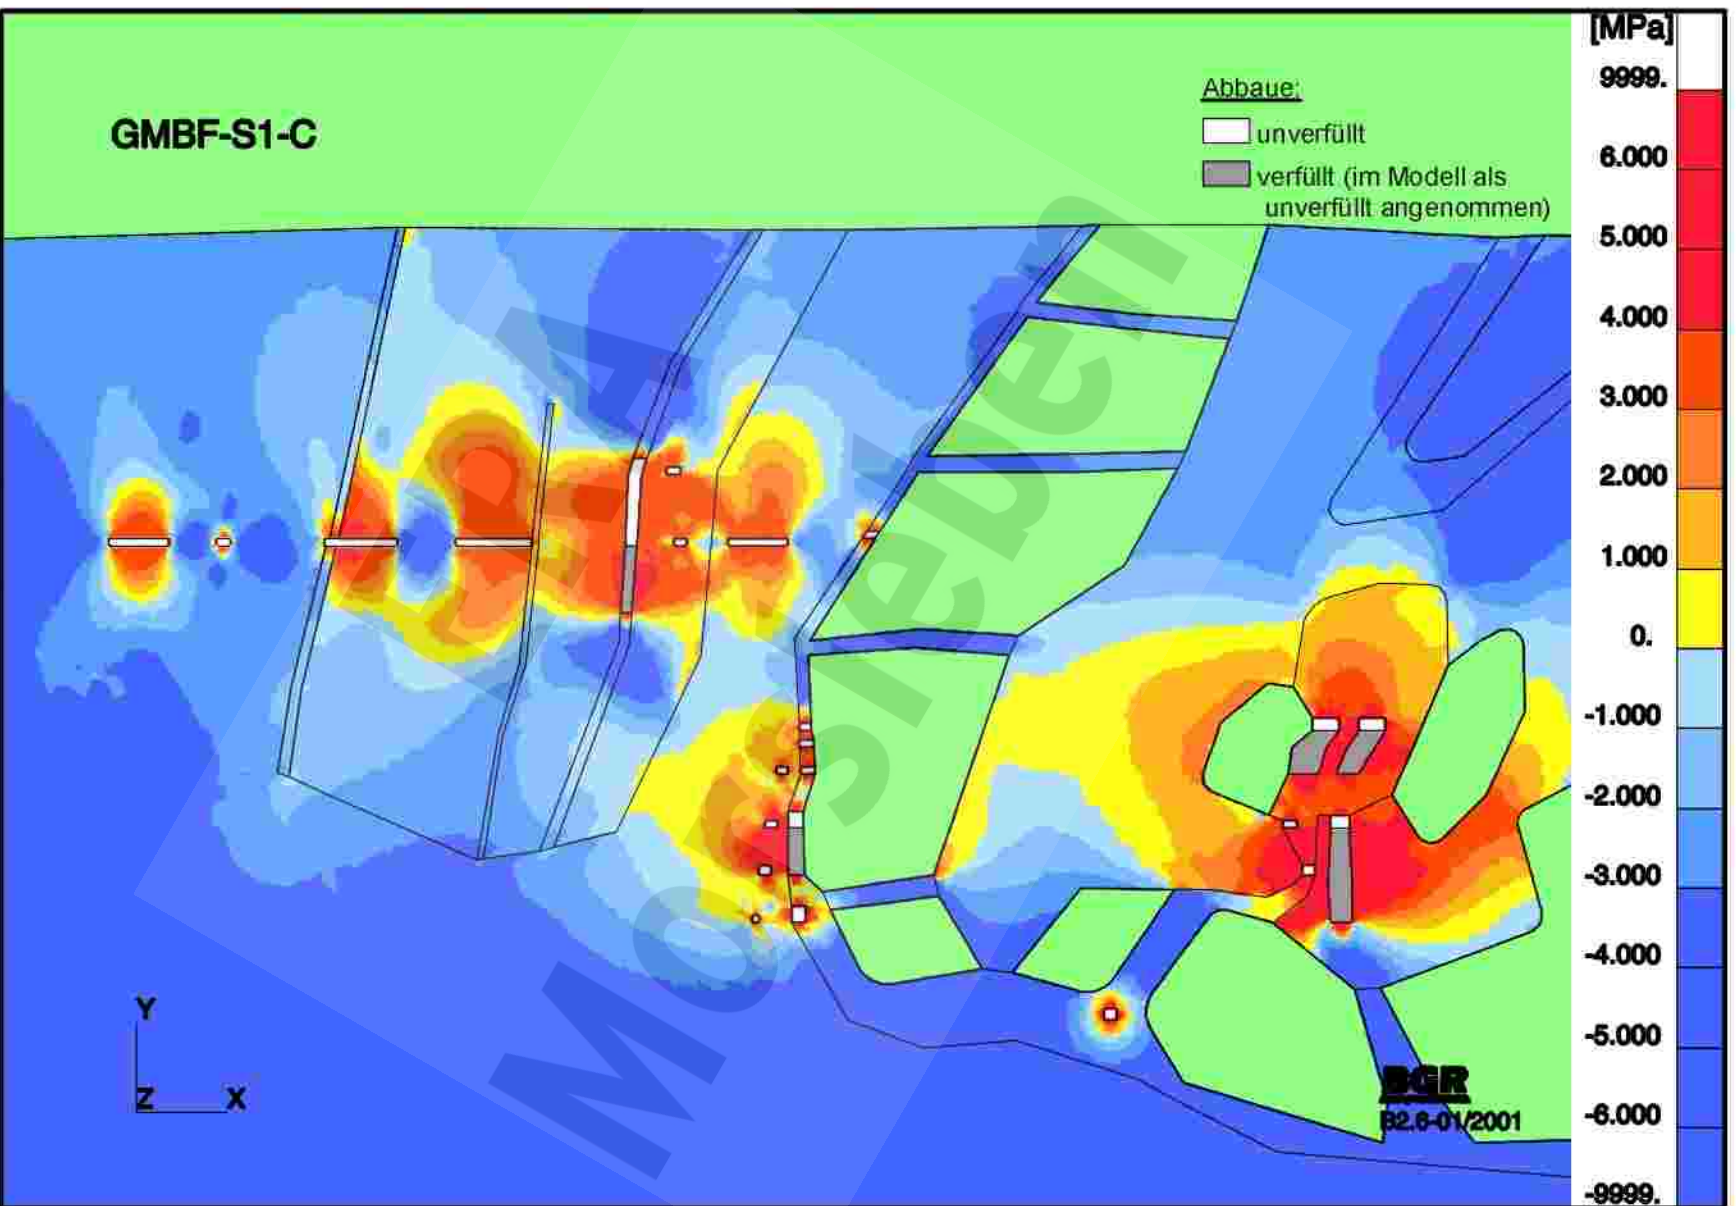 GMBF-S1-C
Abbaue:
unverfüllt
verfüllt (im Modell als
unverfüllt angenommen)
[MPa]
9999.
6.000
5.000
4.000
3.000
2.000
1.000
0.
-1.000
-2.000
-3.000
-4.000
-5.000
-6.000
-9999.
ERA
Morsleben
Y
Z X
BGR
B2.6-01/2001